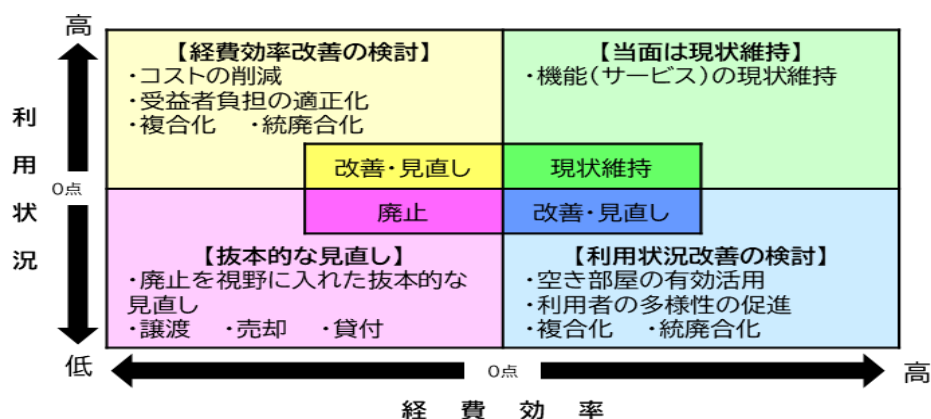 高
利用状況
0点
低
【経費効率改善の検討】
・コストの削減
・受益者負担の適正化
・複合化　・統廃合化
【当面は現状維持】
・機能(サービス)の現状維持
改善・見直し
現状維持
廃止
改善・見直し
【抜本的な見直し】
・廃止を視野に入れた抜本的な
見直し
・譲渡　・売却　・貸付
【利用状況改善の検討】
・空き部屋の有効活用
・利用者の多様性の促進
・複合化　・統廃合化
0点
高
経費効率